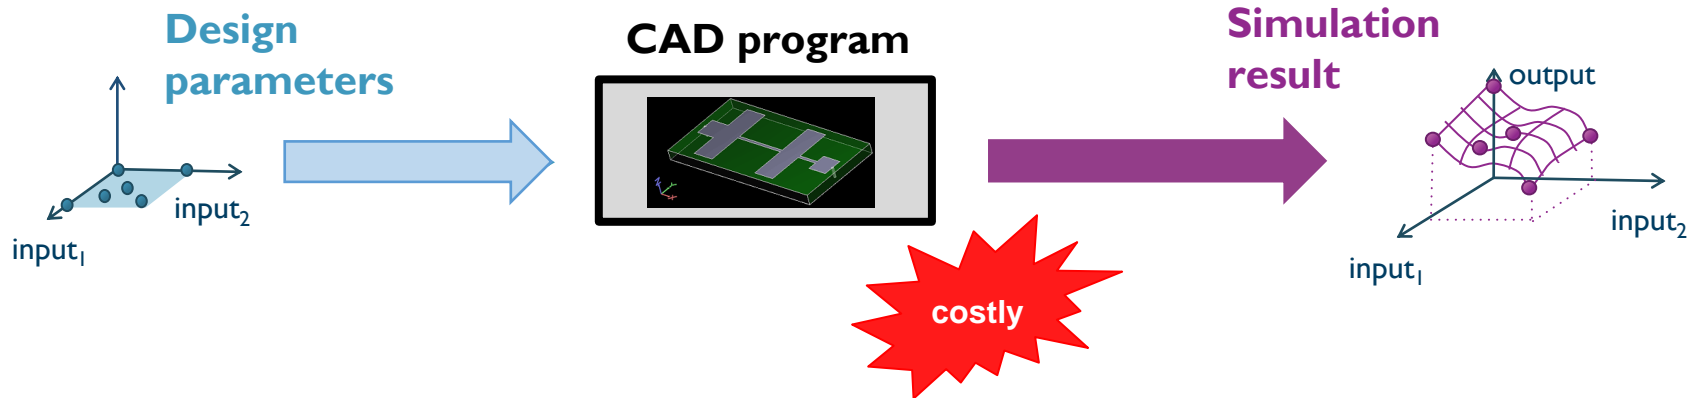 Design
parameters
input₂
input₁
CAD program
costly
Simulation
result
output
input₂
input₁